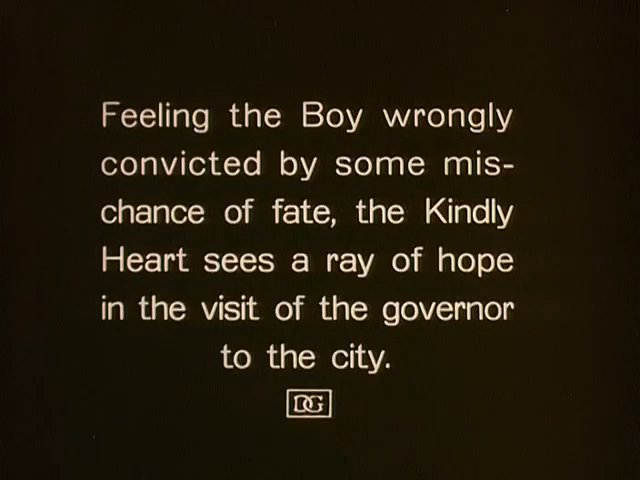 Feeling the Boy wrongly
convicted by some mis-
chance of fate, the Kindly
Heart sees a ray of hope
in the visit of the governor
to the city.
DG